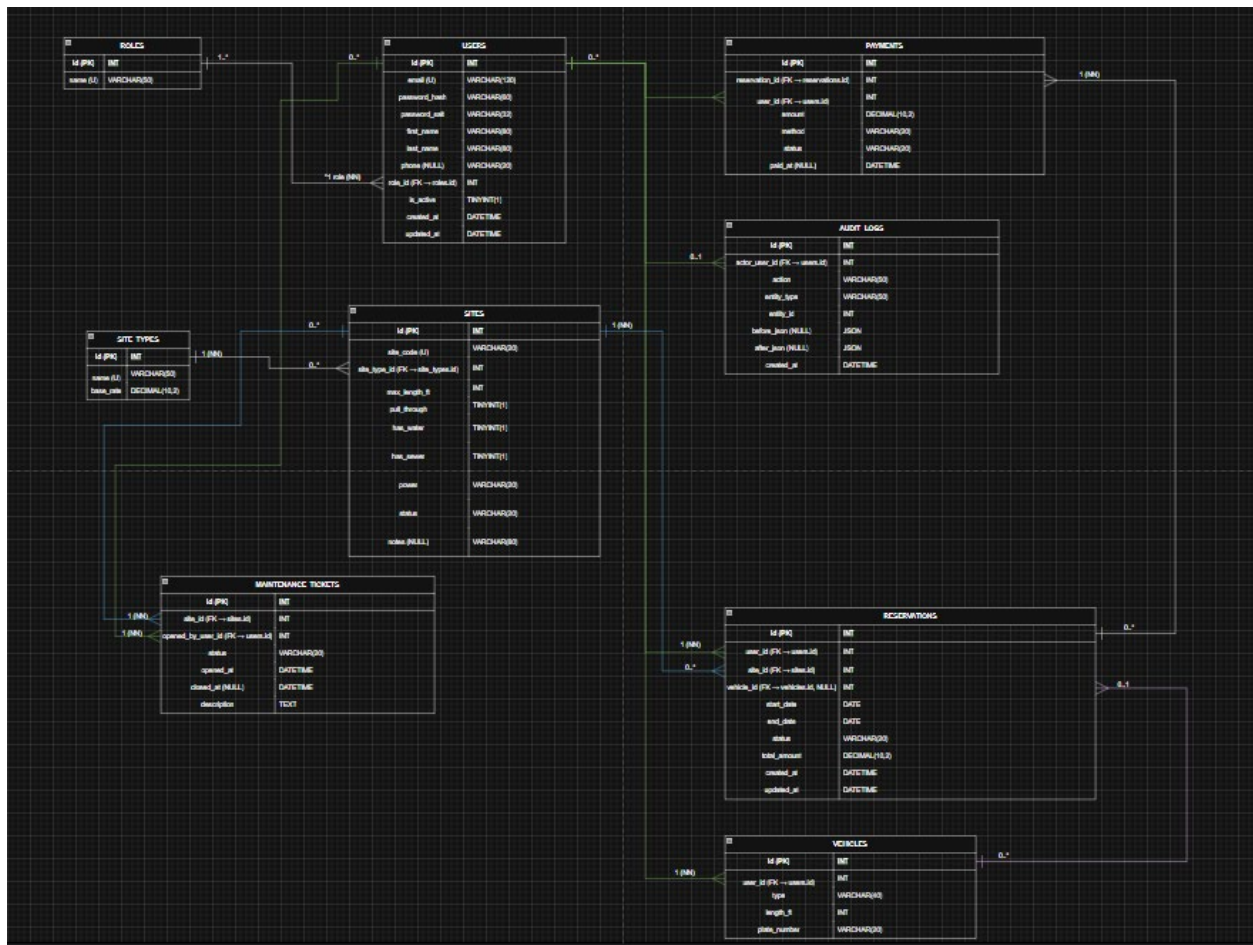 ROLES
id (PK) INT
name (U) VARCHAR(50)
1..*
0..*
USERS
id (PK) INT
email (U) VARCHAR(120)
password_hash VARCHAR(60)
password_salt VARCHAR(32)
first_name VARCHAR(80)
last_name VARCHAR(80)
phone (NULL) VARCHAR(20)
role_id (FK → roles.id) INT
is_active TINYINT(1)
created_at DATETIME
updated_at DATETIME
*1 role (NN)
0..*
PAYMENTS
id (PK) INT
reservation_id (FK → reservations.id) INT
user_id (FK → users.id) INT
amount DECIMAL(10,2)
method VARCHAR(20)
status VARCHAR(20)
paid_at (NULL) DATETIME
1 (NN)
AUDIT LOGS
id (PK) INT
actor_user_id (FK → users.id) INT
action VARCHAR(50)
entity_type VARCHAR(50)
entity_id INT
before_json (NULL) JSON
after_json (NULL) JSON
created_at DATETIME
0..1
SITE TYPES
id (PK) INT
name (U) VARCHAR(50)
base_rate DECIMAL(10,2)
1 (NN)
0..*
0..*
SITES
id (PK) INT
site_code (U) VARCHAR(20)
site_type_id (FK → site_types.id) INT
max_length_ft INT
pull_through TINYINT(1)
has_water TINYINT(1)
has_sewer TINYINT(1)
power VARCHAR(20)
status VARCHAR(20)
notes (NULL) VARCHAR(80)
1 (NN)
MAINTENANCE TICKETS
id (PK) INT
site_id (FK → sites.id) INT
opened_by_user_id (FK → users.id) INT
status VARCHAR(20)
opened_at DATETIME
closed_at (NULL) DATETIME
description TEXT
1 (NN)
1 (NN)
RESERVATIONS
id (PK) INT
user_id (FK → users.id) INT
site_id (FK → sites.id) INT
vehicle_id (FK → vehicles.id, NULL) INT
start_date DATE
end_date DATE
status VARCHAR(20)
total_amount DECIMAL(10,2)
created_at DATETIME
updated_at DATETIME
1 (NN)
0..*
0..*
0..1
VEHICLES
id (PK) INT
user_id (FK → users.id) INT
type VARCHAR(40)
length_ft INT
plate_number VARCHAR(20)
1 (NN)
0..*